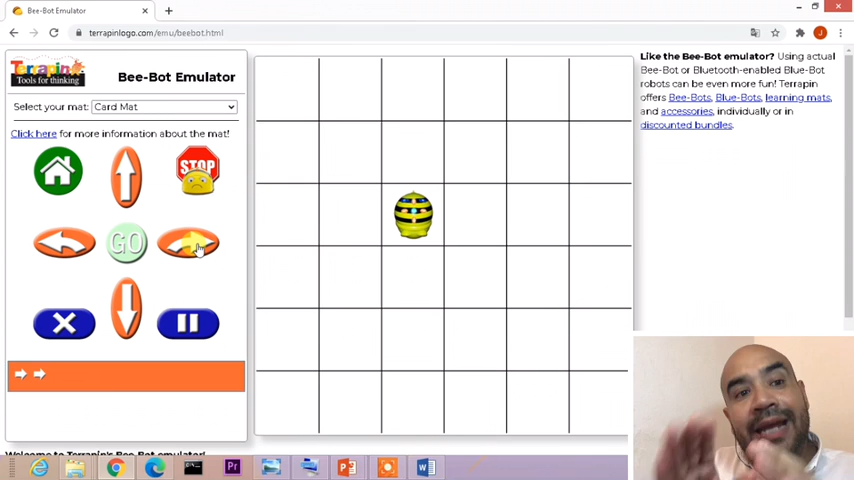 Bee-Bot Emulator
terrapinlogo.com/emu/beebot.html
J
Terrapin
Tools for thinking
Bee-Bot Emulator
Select your mat: Card Mat
Click here for more information about the mat!
STOP
GO
Like the Bee-Bot emulator? Using actual
Bee-Bot or Bluetooth-enabled Blue-Bot
robots can be even more fun! Terrapin
offers Bee-Bots, Blue-Bots, learning mats,
and accessories, individually or in
discounted bundles.
Welcome to Terrapin's Bee-Bot emulator!
Pr
P
W